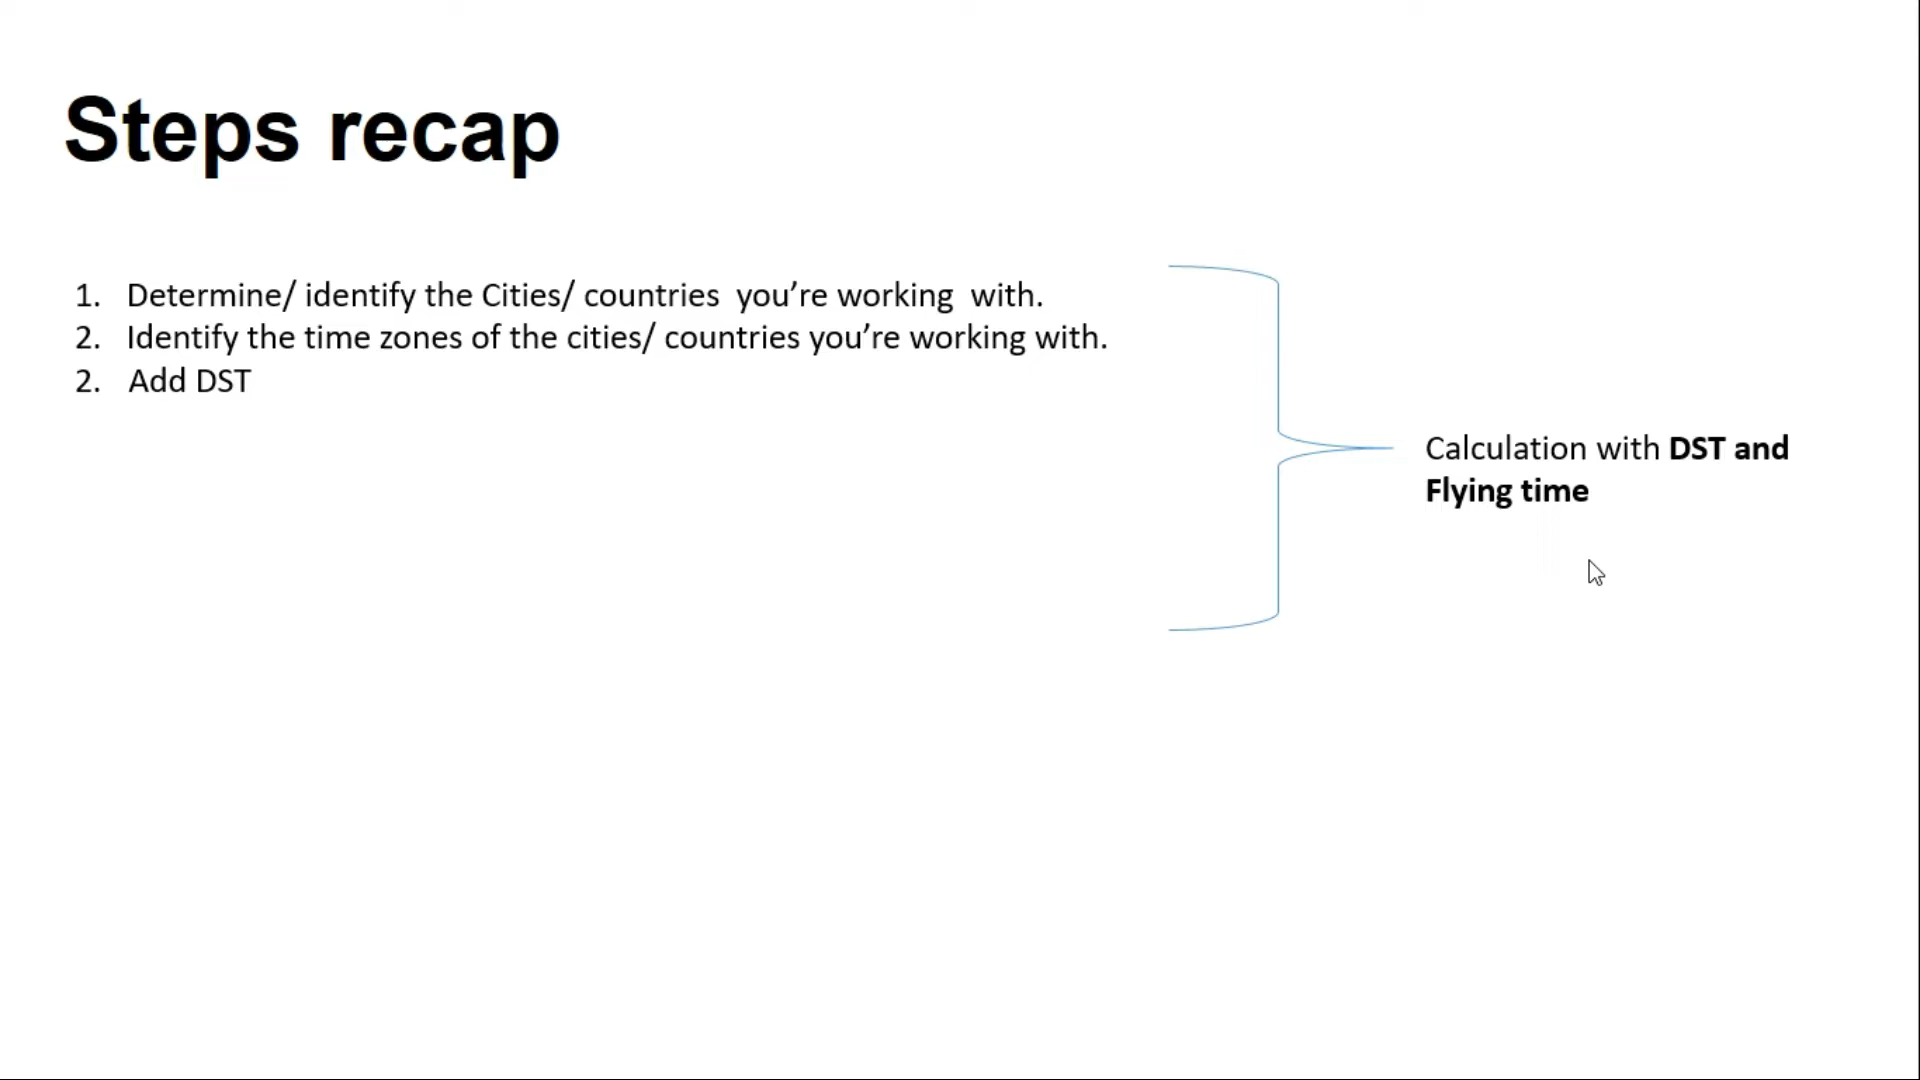 Steps recap
1. Determine/ identify the Cities/ countries you’re working with.
2. Identify the time zones of the cities/ countries you’re working with.
2. Add DST
Calculation with DST and
Flying time